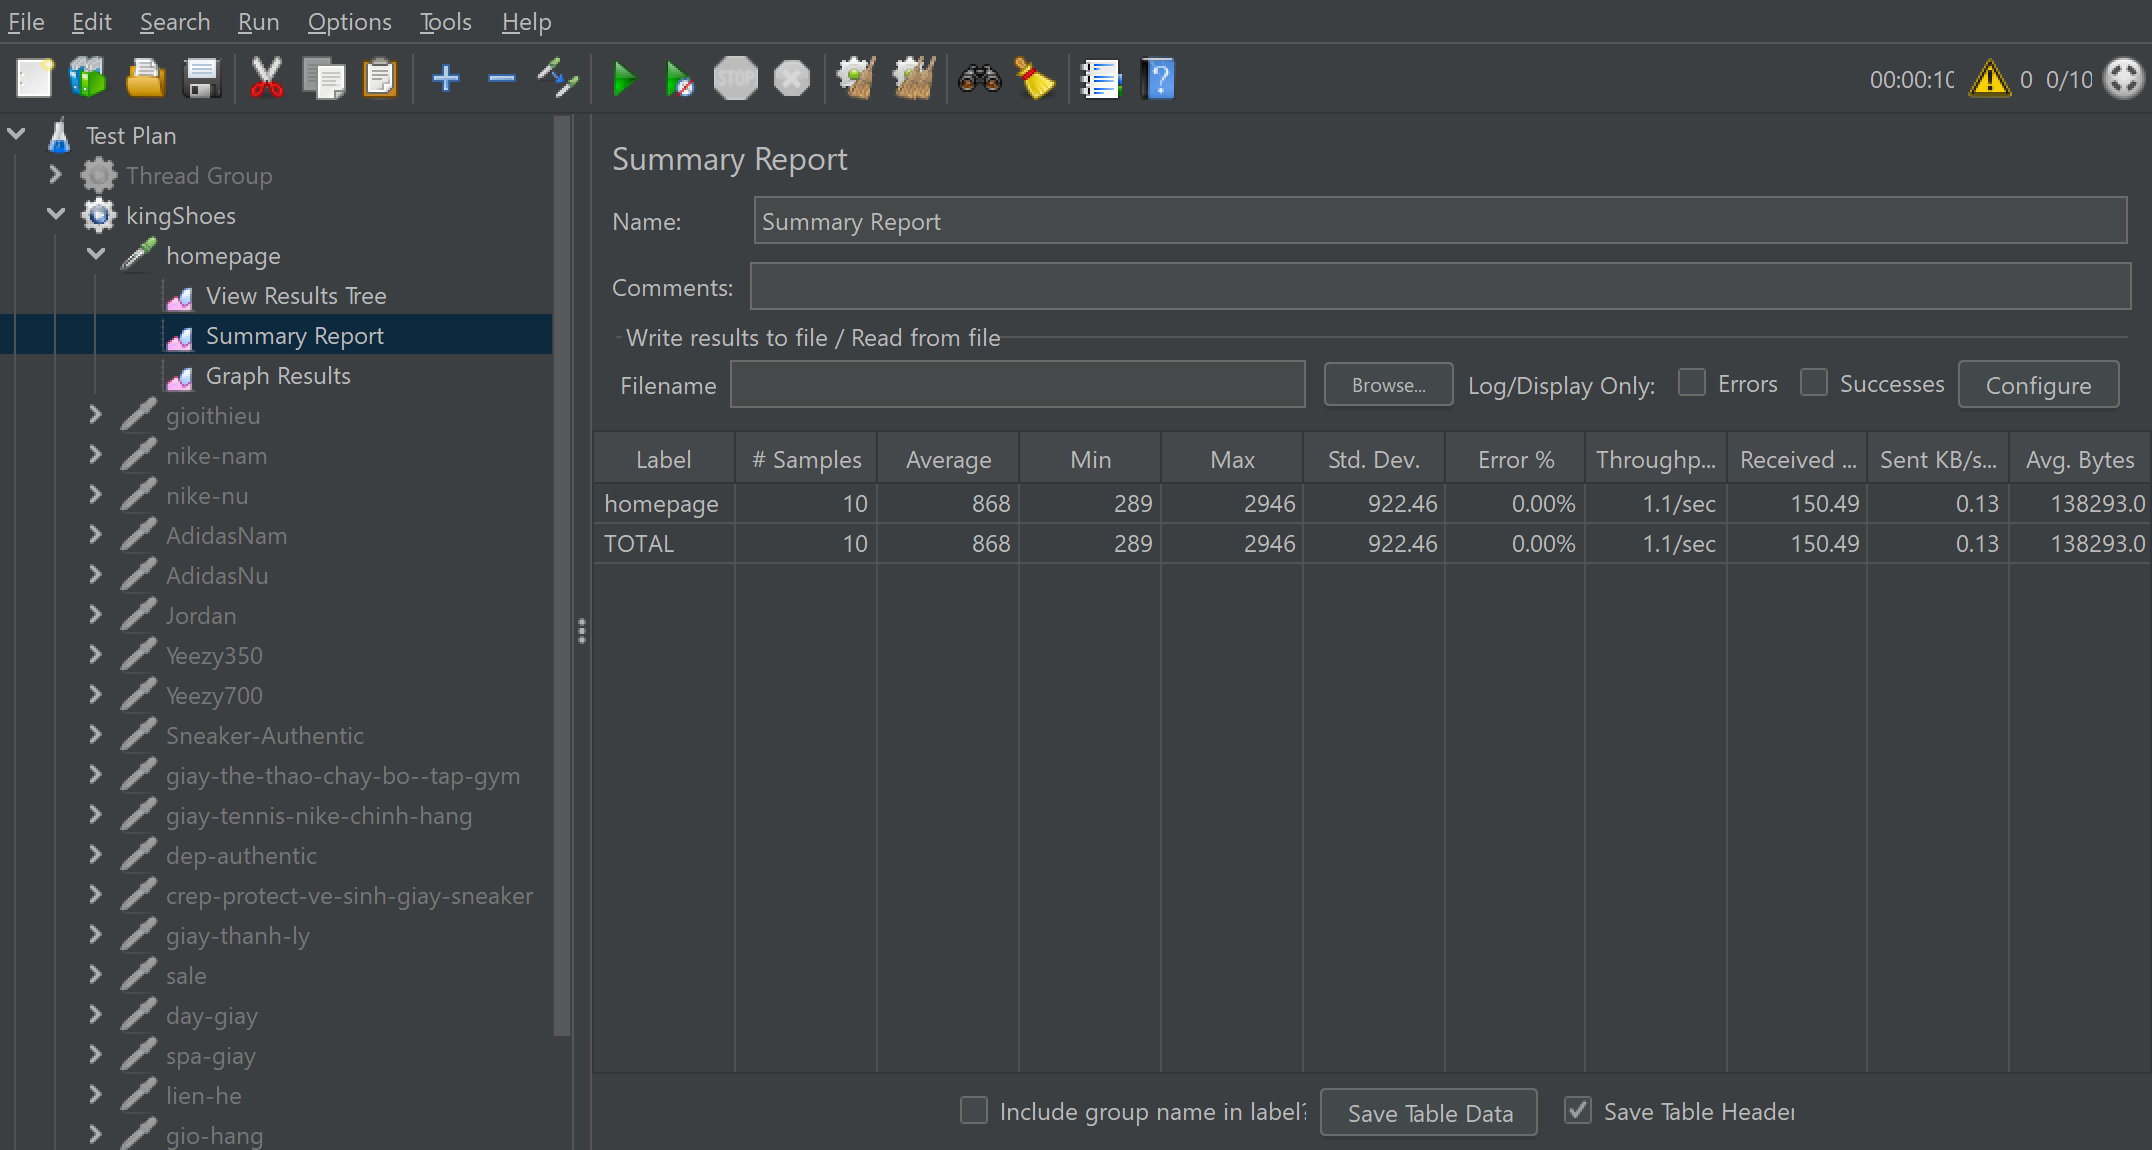 File Edit Search Run Options Tools Help
STOP
00:00:10 0 0/10
Test Plan
Thread Group
kingShoes
homepage
View Results Tree
Summary Report
Graph Results
gioithieu
nike-nam
nike-nu
AdidasNam
AdidasNu
Jordan
Yeezy350
Yeezy700
Sneaker-Authentic
giay-the-thao-chay-bo--tap-gym
giay-tennis-nike-chinh-hang
dep-authentic
crep-protect-ve-sinh-giay-sneaker
giay-thanh-ly
sale
day-giay
spa-giay
lien-he
gio-hang
Summary Report
Name: Summary Report
Comments:
Write results to file / Read from file
Filename Browse... Log/Display Only: Errors Successes Configure
Label # Samples Average Min Max Std. Dev. Error % Throughp... Received ... Sent KB/s... Avg. Bytes
homepage 10 868 289 2946 922.46 0.00% 1.1/sec 150.49 0.13 138293.0
TOTAL 10 868 289 2946 922.46 0.00% 1.1/sec 150.49 0.13 138293.0
Include group name in label? Save Table Data Save Table Header